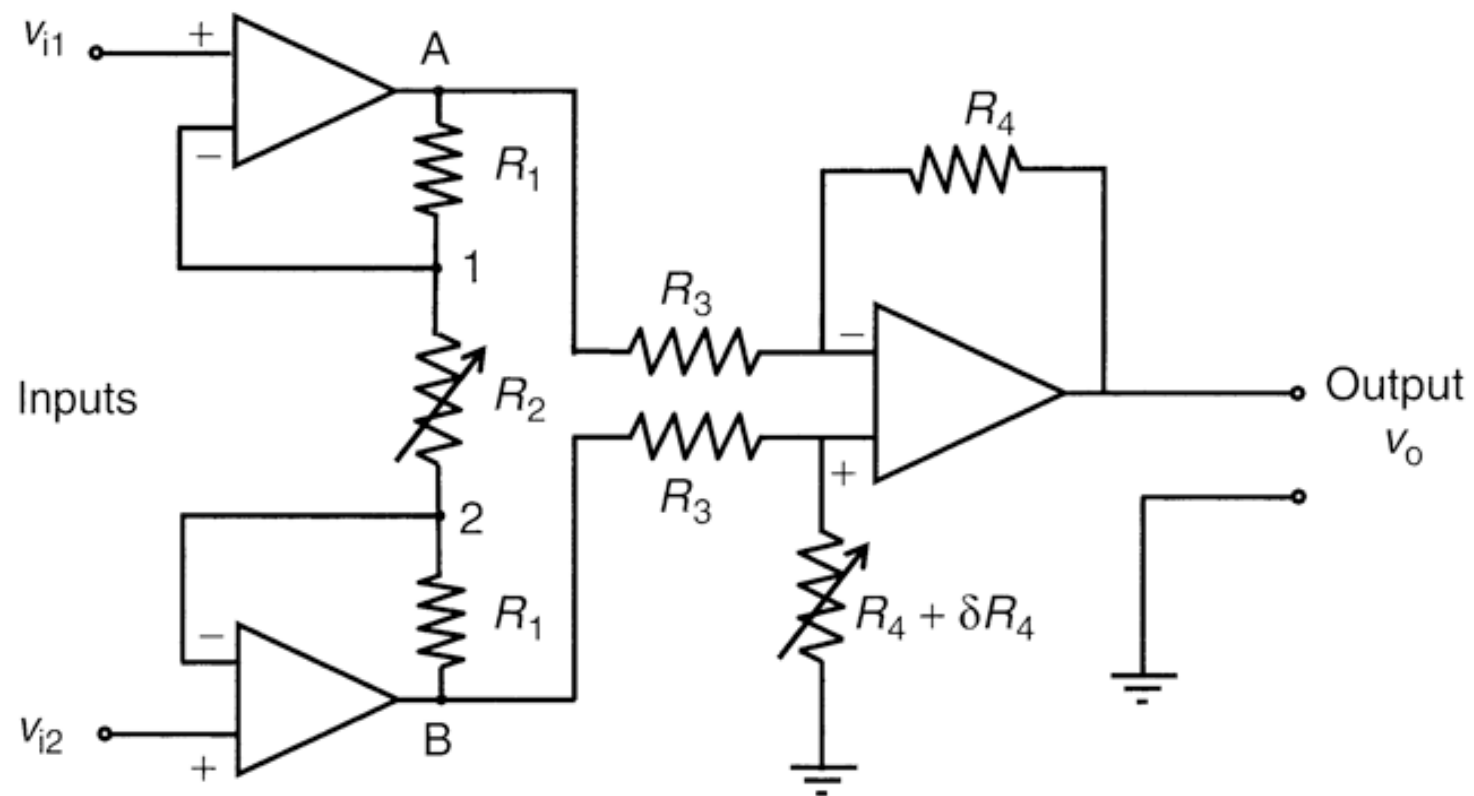 v_i1
+
A
−
R_1
1
R_4
R_3
−
Inputs
R_2
Output
v_o
R_3
+
2
−
R_1
R_4 + δR_4
v_i2
+
B